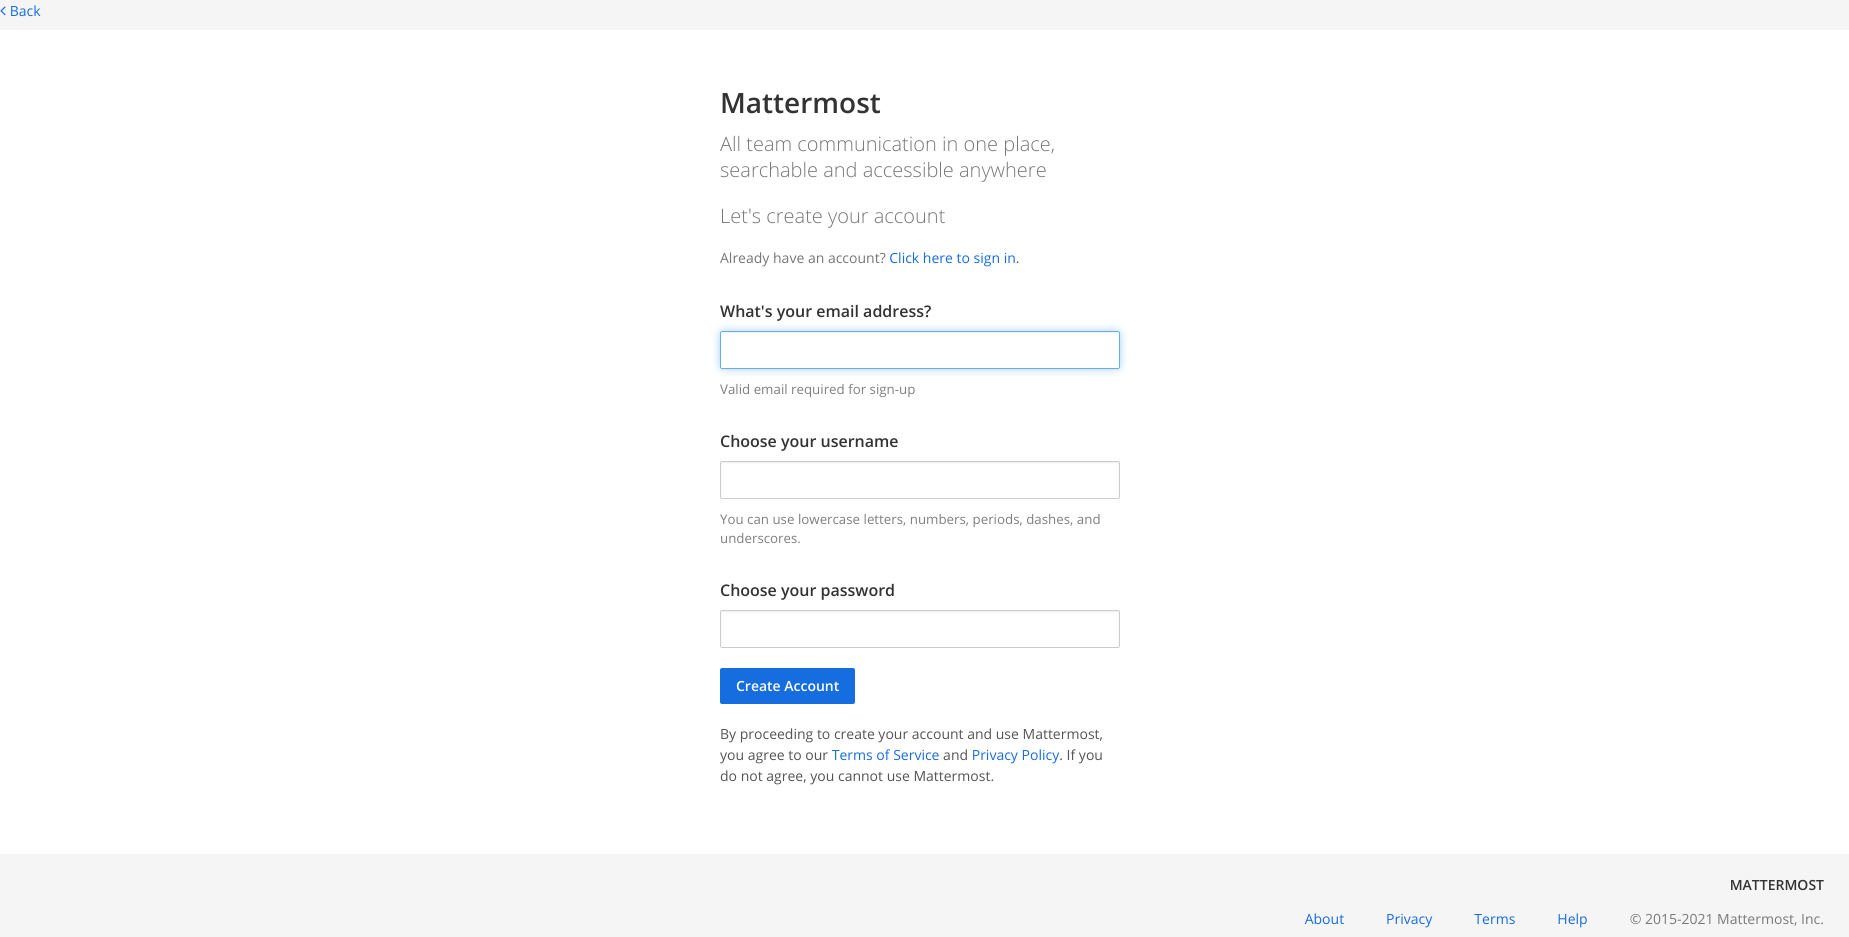 Back
Mattermost
All team communication in one place,
searchable and accessible anywhere
Let's create your account
Already have an account? Click here to sign in.
What's your email address?
Valid email required for sign-up
Choose your username
You can use lowercase letters, numbers, periods, dashes, and
underscores.
Choose your password
Create Account
By proceeding to create your account and use Mattermost,
you agree to our Terms of Service and Privacy Policy. If you
do not agree, you cannot use Mattermost.
MATTERMOST
About Privacy Terms Help © 2015-2021 Mattermost, Inc.